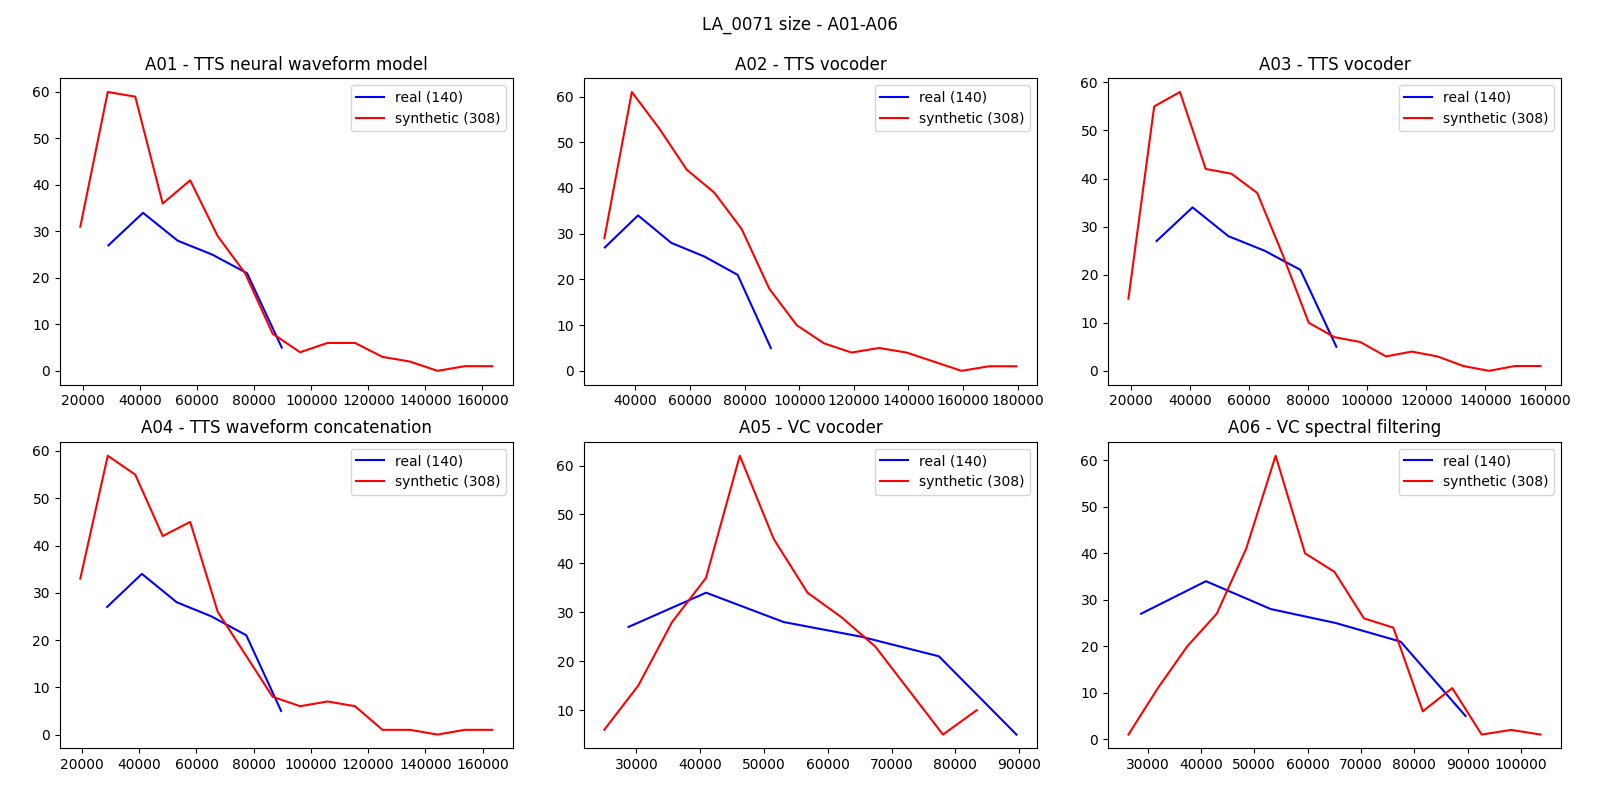 LA_0071 size - A01-A06
A01 - TTS neural waveform model
real (140)
synthetic (308)
60
50
40
30
20
10
0
20000 40000 60000 80000 100000 120000 140000 160000
A02 - TTS vocoder
real (140)
synthetic (308)
60
50
40
30
20
10
0
40000 60000 80000 100000 120000 140000 160000 180000
A03 - TTS vocoder
real (140)
synthetic (308)
60
50
40
30
20
10
0
20000 40000 60000 80000 100000 120000 140000 160000
A04 - TTS waveform concatenation
real (140)
synthetic (308)
60
50
40
30
20
10
0
20000 40000 60000 80000 100000 120000 140000 160000
A05 - VC vocoder
real (140)
synthetic (308)
60
50
40
30
20
10
30000 40000 50000 60000 70000 80000 90000
A06 - VC spectral filtering
real (140)
synthetic (308)
60
50
40
30
20
10
0
30000 40000 50000 60000 70000 80000 90000 100000